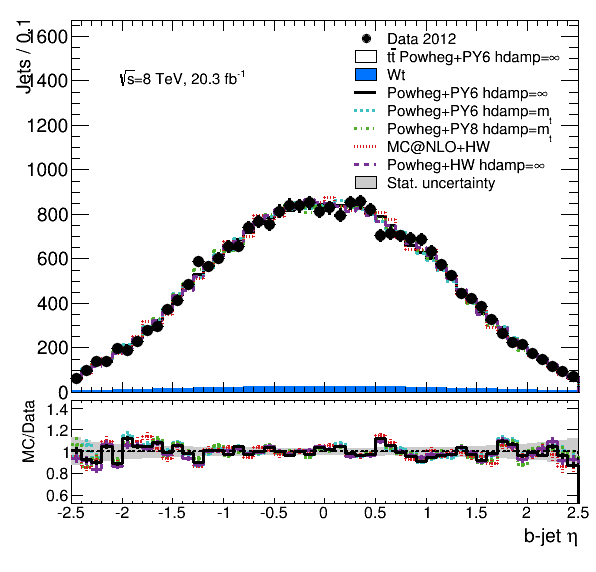 Jets / 0.1
1600
1400
1200
1000
800
600
400
200
0
√s=8 TeV, 20.3 fb⁻¹
Data 2012
tt̄ Powheg+PY6 hdamp=∞
Wt
Powheg+PY6 hdamp=∞
Powheg+PY6 hdamp=mₜ
Powheg+PY8 hdamp=mₜ
MC@NLO+HW
Powheg+HW hdamp=∞
Stat. uncertainty
MC/Data
1.4
1.2
1
0.8
0.6
-2.5 -2 -1.5 -1 -0.5 0 0.5 1 1.5 2 2.5
b-jet η